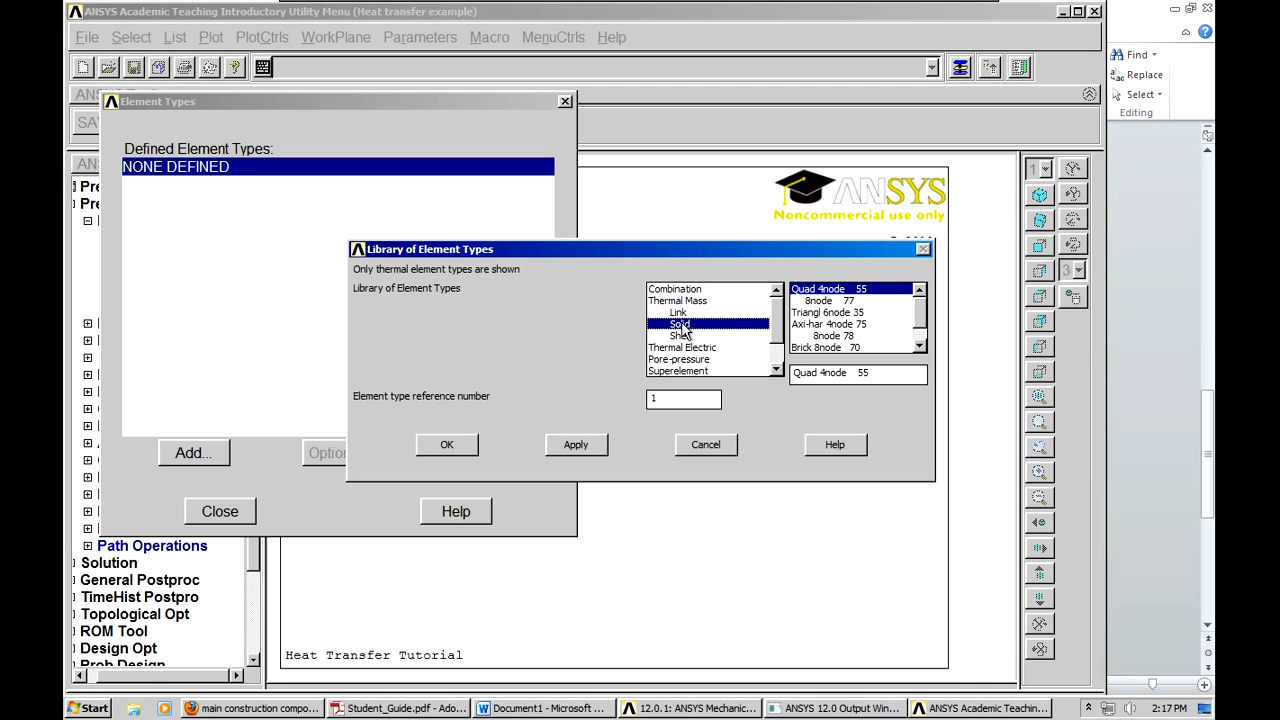 ANSYS Academic Teaching Introductory Utility Menu (Heat transfer example)
File Select List Plot PlotCtrls WorkPlane Parameters Macro MenuCtrls Help
Find
Replace
Select
Editing
Element Types
Defined Element Types:
NONE DEFINED
ANSYS
Noncommercial use only
Library of Element Types
Only thermal element types are shown
Library of Element Types
Combination
Thermal Mass
Link
Solid
Thermal Electric
Pore-pressure
Superelement
Quad 4node 55
8node 77
Triangl 6node 35
Axi-har 4node 75
8node 78
Brick 8node 70
Quad 4node 55
Element type reference number
1
OK Apply Cancel Help
Add...
Close Help
1
3
Path Operations
Solution
General Postproc
TimeHist Postpro
Topological Opt
ROM Tool
Design Opt
Prob Design
Heat Transfer Tutorial
Start
main construction compo...
Student_Guide.pdf - Ado...
Document1 - Microsoft ...
12.0.1: ANSYS Mechanic...
ANSYS 12.0 Output Win...
ANSYS Academic Teachin...
2:17 PM